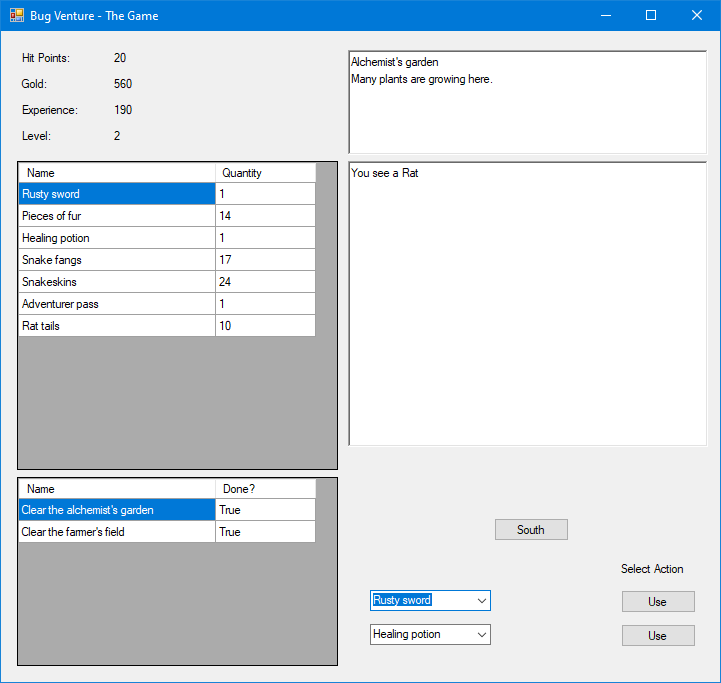 Bug Venture - The Game
Hit Points: 20
Gold: 560
Experience: 190
Level: 2
Alchemist's garden
Many plants are growing here.
Name Quantity
Rusty sword 1
Pieces of fur 14
Healing potion 1
Snake fangs 17
Snakeskins 24
Adventurer pass 1
Rat tails 10
You see a Rat
Name Done?
Clear the alchemist's garden True
Clear the farmer's field True
South
Select Action
Rusty sword Use
Healing potion Use